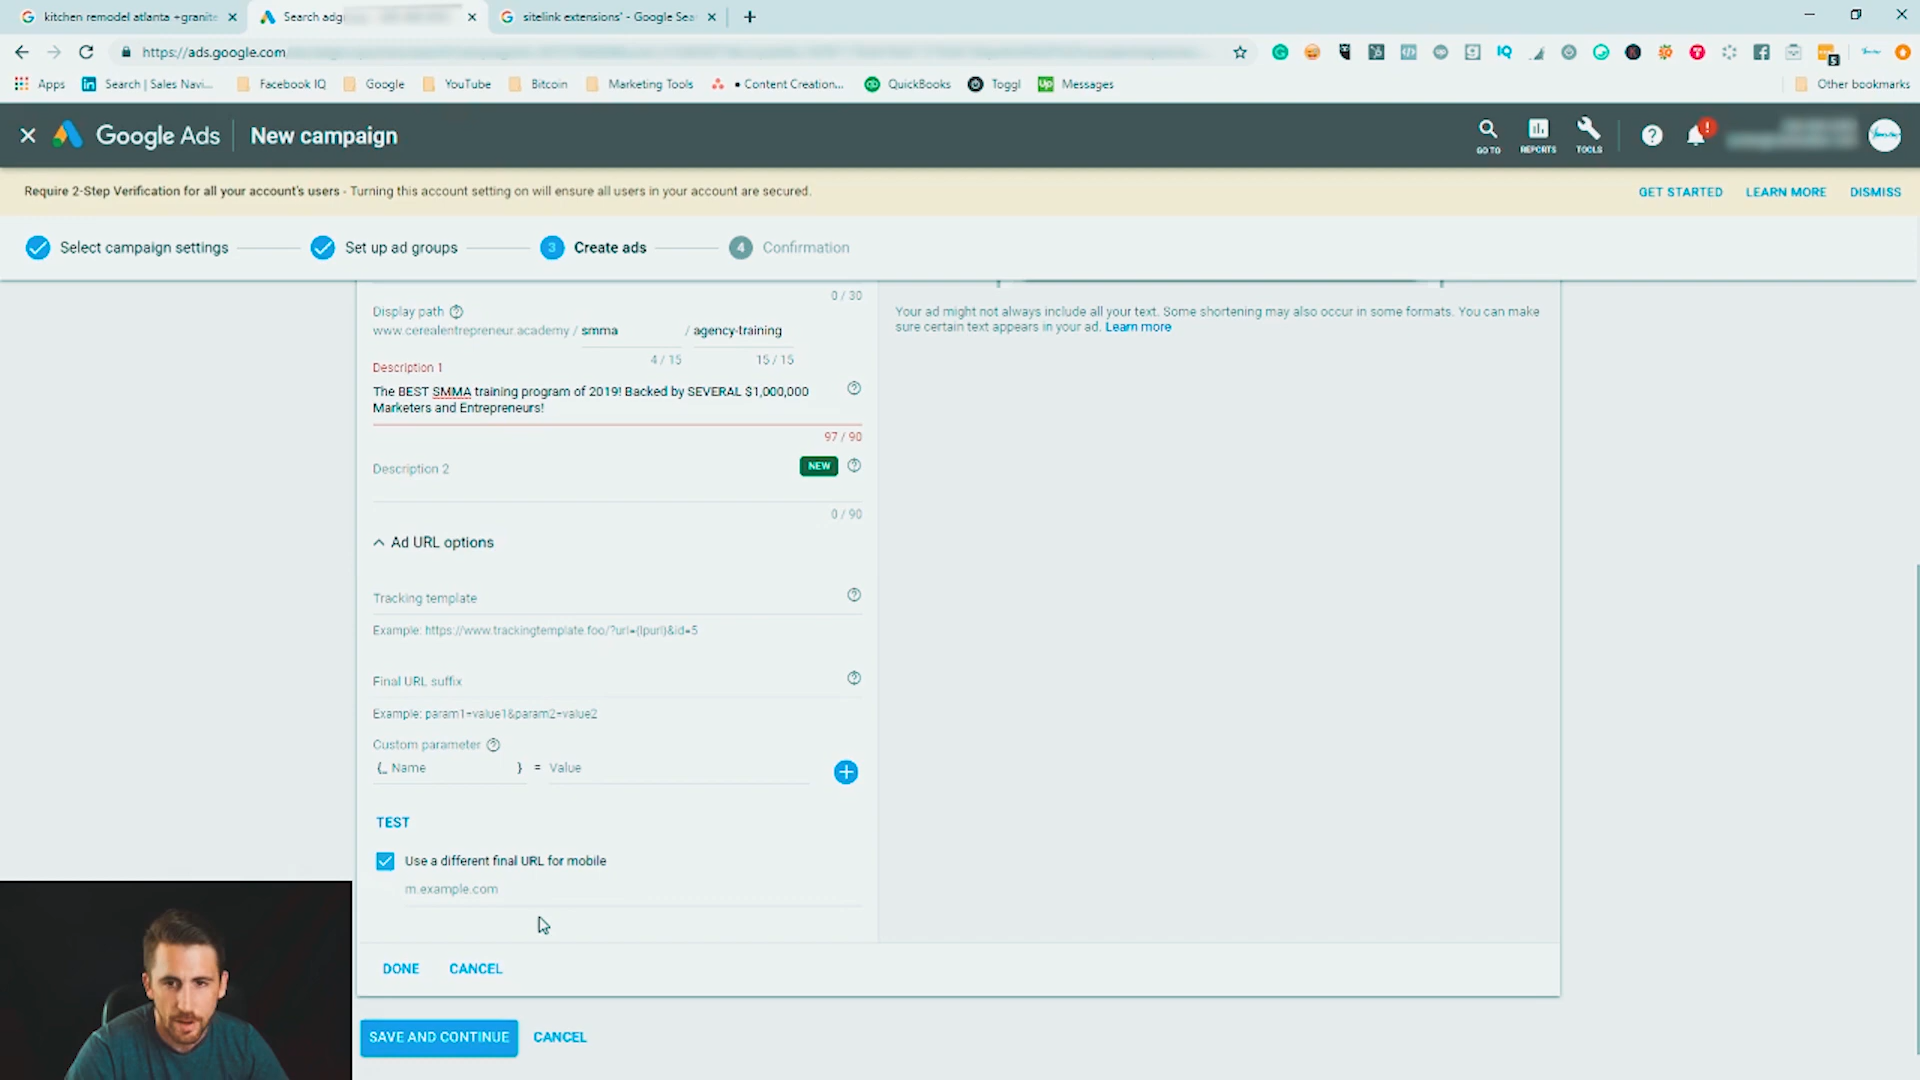 kitchen remodel atlanta +granite
Search adg
sitelink extensions' - Google Sea
https://ads.google.com
Apps
Search | Sales Navi...
Facebook IQ
Google
YouTube
Bitcoin
Marketing Tools
• Content Creation...
QuickBooks
Toggl
Messages
Other bookmarks
Google Ads
New campaign
GO TO
REPORTS
TOOLS
Require 2-Step Verification for all your account's users - Turning this account setting on will ensure all users in your account are secured.
GET STARTED
LEARN MORE
DISMISS
Select campaign settings
Set up ad groups
3 Create ads
4 Confirmation
0 / 30
Display path
www.cerealentrepreneur.academy / smma / agency-training
4 / 15
15 / 15
Description 1
The BEST SMMA training program of 2019! Backed by SEVERAL $1,000,000
Marketers and Entrepreneurs!
97 / 90
Description 2
NEW
0 / 90
Ad URL options
Tracking template
Example: https://www.trackingtemplate.foo/?url={lpurl}&id=5
Final URL suffix
Example: param1=value1&param2=value2
Custom parameter
{_ Name } = Value
TEST
Use a different final URL for mobile
m.example.com
DONE
CANCEL
SAVE AND CONTINUE
CANCEL
Your ad might not always include all your text. Some shortening may also occur in some formats. You can make
sure certain text appears in your ad. Learn more